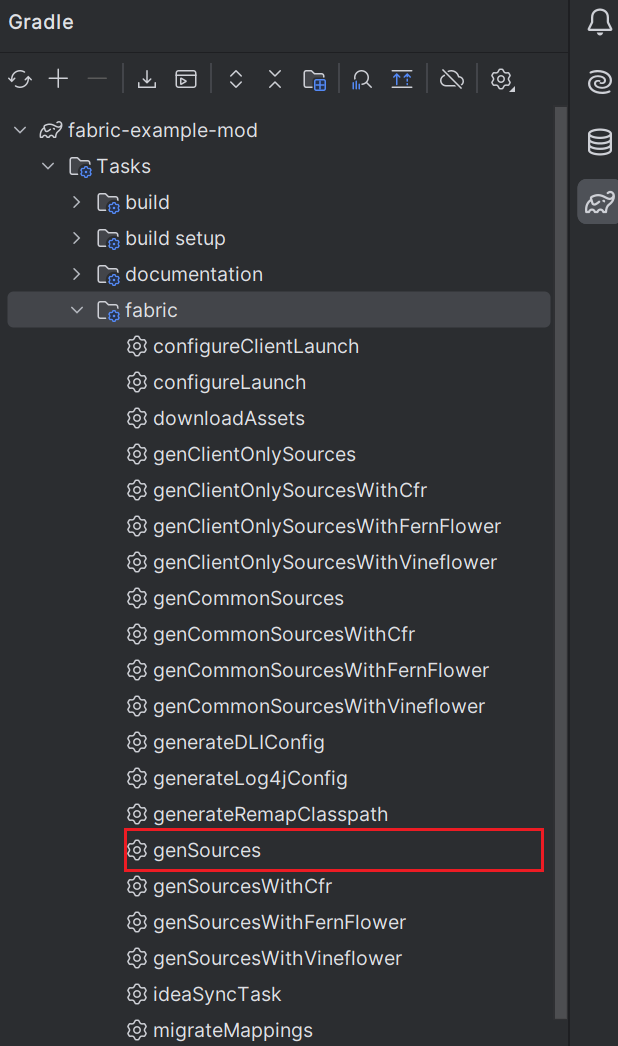 Gradle
fabric-example-mod
Tasks
build
build setup
documentation
fabric
configureClientLaunch
configureLaunch
downloadAssets
genClientOnlySources
genClientOnlySourcesWithCfr
genClientOnlySourcesWithFernFlower
genClientOnlySourcesWithVineflower
genCommonSources
genCommonSourcesWithCfr
genCommonSourcesWithFernFlower
genCommonSourcesWithVineflower
generateDLIConfig
generateLog4jConfig
generateRemapClasspath
genSources
genSourcesWithCfr
genSourcesWithFernFlower
genSourcesWithVineflower
ideaSyncTask
migrateMappings